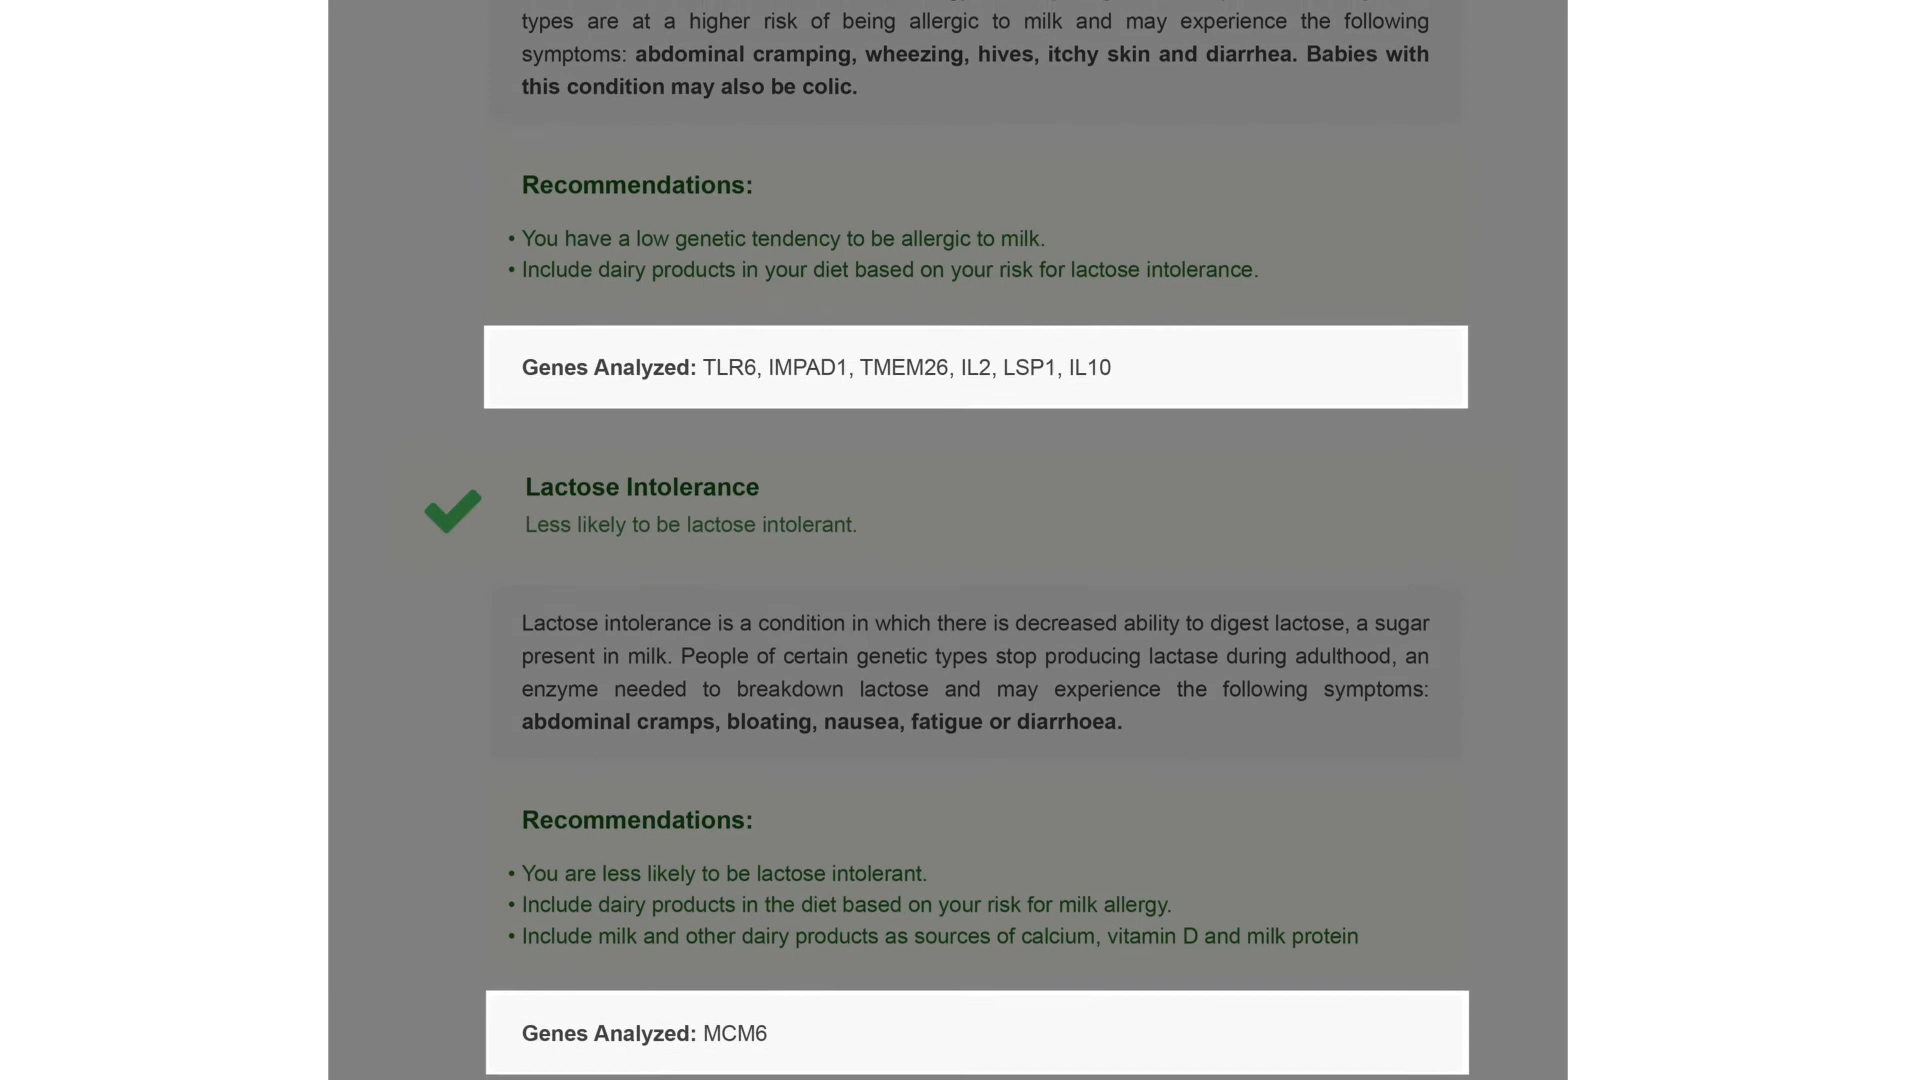 types are at a higher risk of being allergic to milk and may experience the following
symptoms: abdominal cramping, wheezing, hives, itchy skin and diarrhea. Babies with
this condition may also be colic.
Recommendations:
• You have a low genetic tendency to be allergic to milk.
• Include dairy products in your diet based on your risk for lactose intolerance.
Genes Analyzed: TLR6, IMPAD1, TMEM26, IL2, LSP1, IL10
Lactose Intolerance
Less likely to be lactose intolerant.
Lactose intolerance is a condition in which there is decreased ability to digest lactose, a sugar
present in milk. People of certain genetic types stop producing lactase during adulthood, an
enzyme needed to breakdown lactose and may experience the following symptoms:
abdominal cramps, bloating, nausea, fatigue or diarrhoea.
Recommendations:
• You are less likely to be lactose intolerant.
• Include dairy products in the diet based on your risk for milk allergy.
• Include milk and other dairy products as sources of calcium, vitamin D and milk protein
Genes Analyzed: MCM6